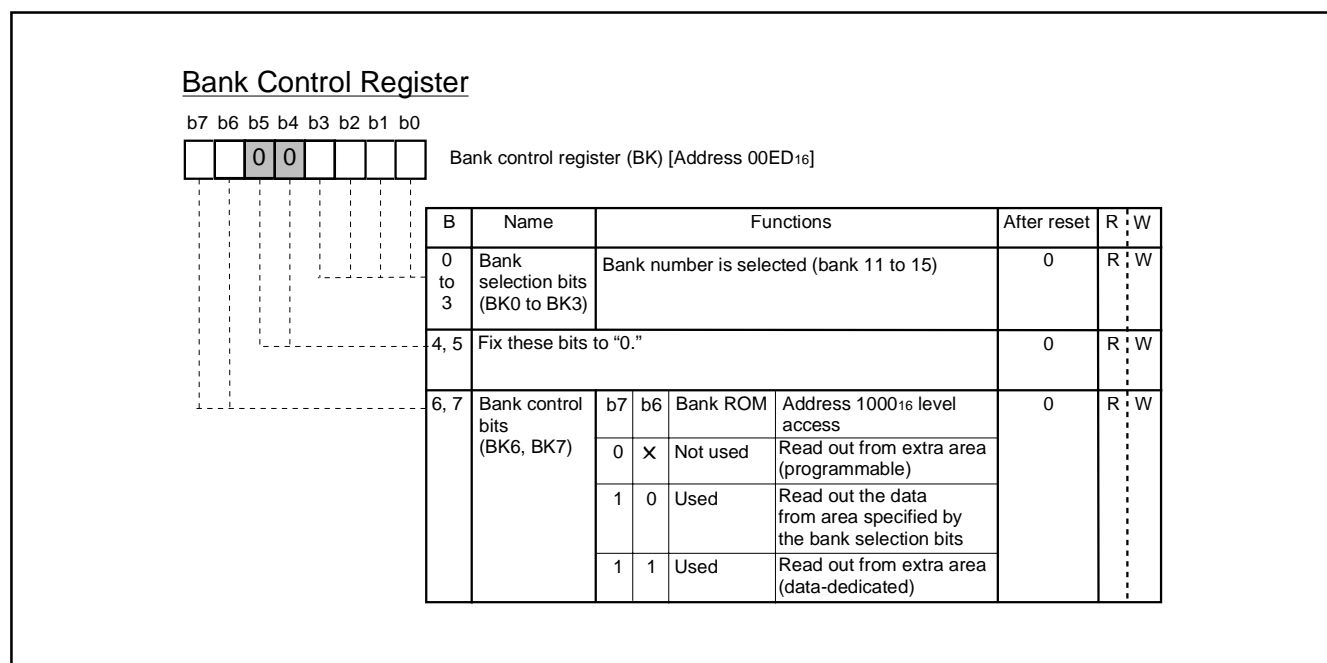 Bank Control Register
b7 b6 b5 b4 b3 b2 b1 b0
0 0
Bank control register (BK) [Address 00ED16]
B Name Functions After reset R W
0 to 3
Bank selection bits (BK0 to BK3)
Bank number is selected (bank 11 to 15)
0 R W
4, 5 Fix these bits to “0.” 0 R W
6, 7
Bank control bits (BK6, BK7)
b7 b6 Bank ROM Address 100016 level access
0 R W
0 × Not used Read out from extra area (programmable)
1 0 Used Read out the data from area specified by the bank selection bits
1 1 Used Read out from extra area (data-dedicated)